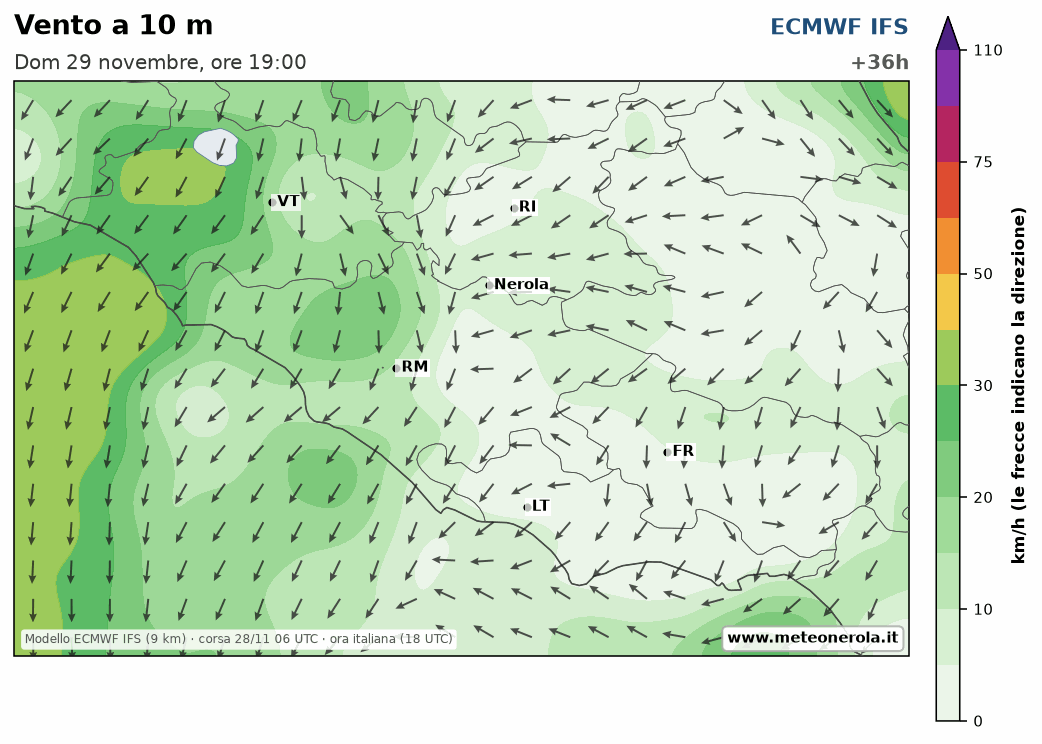 Vento a 10 m
ECMWF IFS
Dom 29 novembre, ore 19:00
+36h
VT
RI
Nerola
RM
FR
LT
Modello ECMWF IFS (9 km) · corsa 28/11 06 UTC · ora italiana (18 UTC)
www.meteonerola.it
110
75
50
30
20
10
0
km/h (le frecce indicano la direzione)